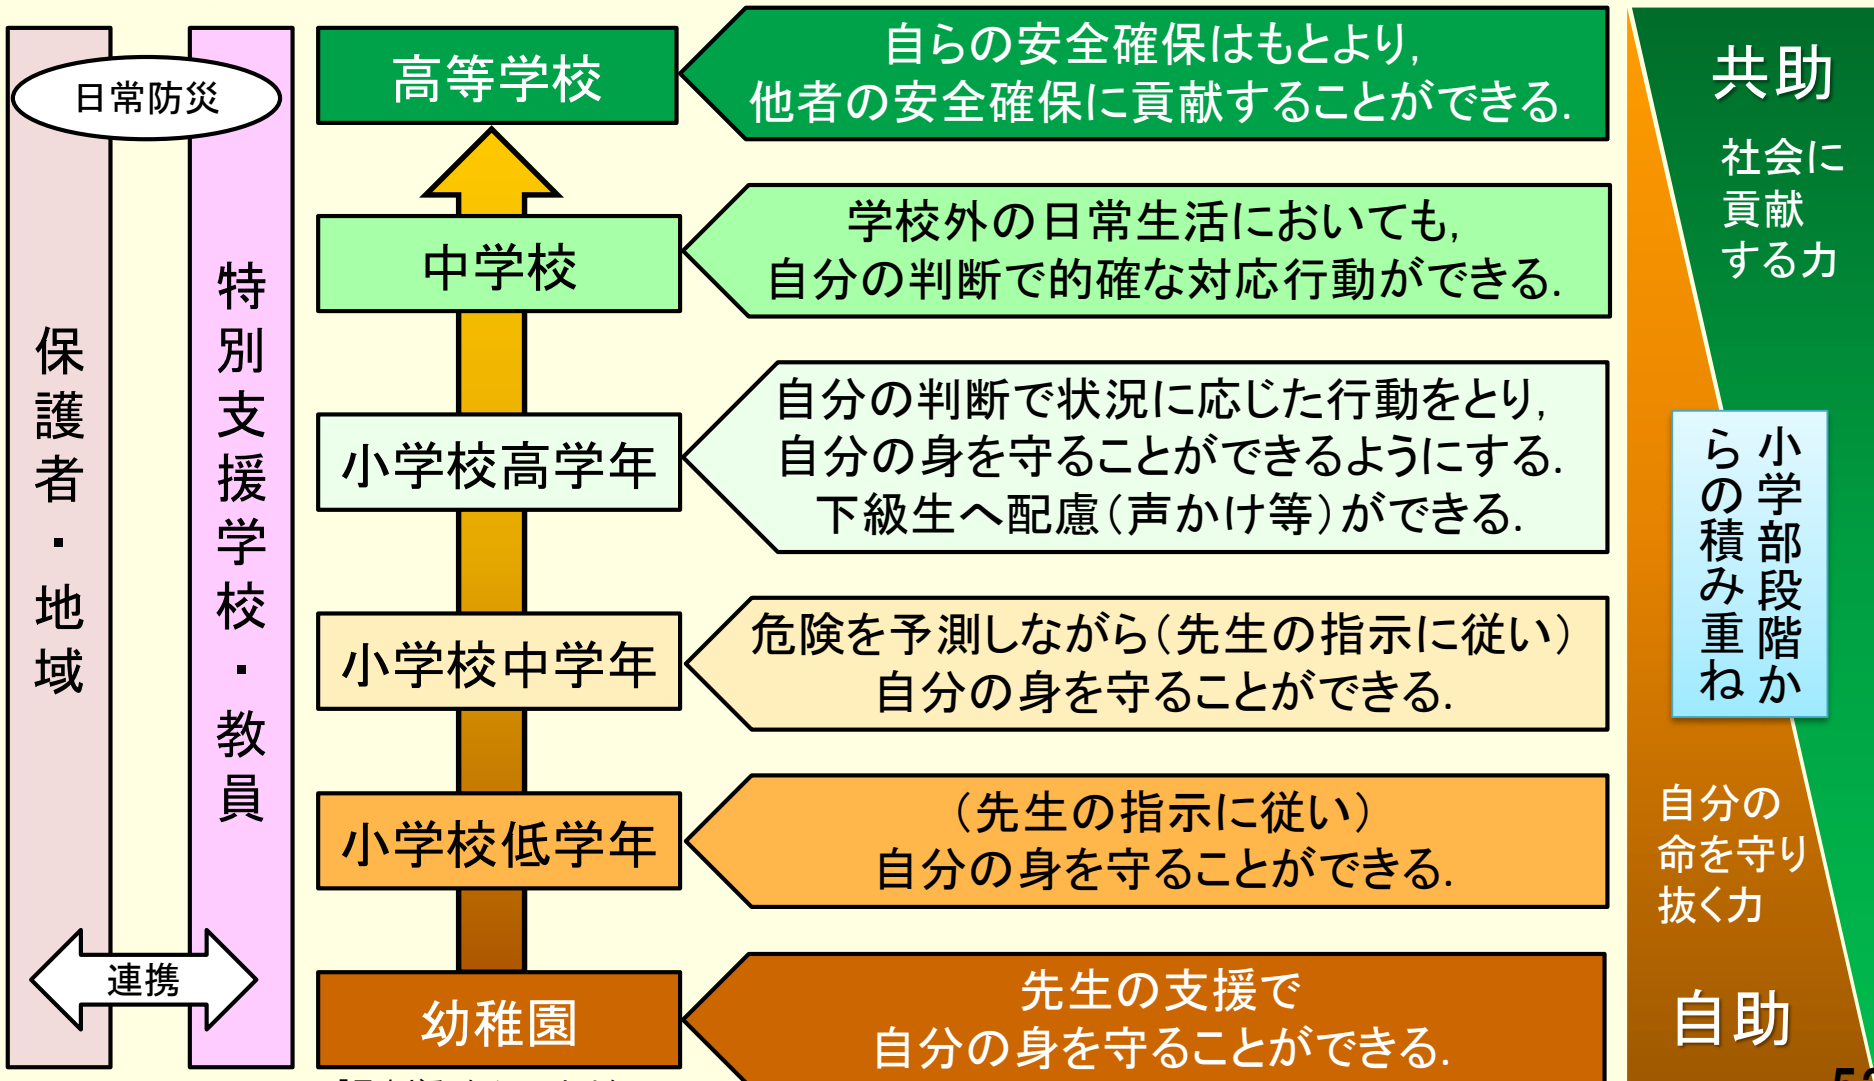 日常防災
保護者・地域
特別支援学校・教員
連携
高等学校
自らの安全確保はもとより,
他者の安全確保に貢献することができる.
中学校
学校外の日常生活においても,
自分の判断で的確な対応行動ができる.
小学校高学年
自分の判断で状況に応じた行動をとり,
自分の身を守ることができるようにする.
下級生へ配慮(声かけ等)ができる.
小学校中学年
危険を予測しながら(先生の指示に従い)
自分の身を守ることができる.
小学校低学年
(先生の指示に従い)
自分の身を守ることができる.
幼稚園
先生の支援で
自分の身を守ることができる.
共助
社会に
貢献
する力
小学部段階か
らの積み重ね
自分の
命を守り
抜く力
自助